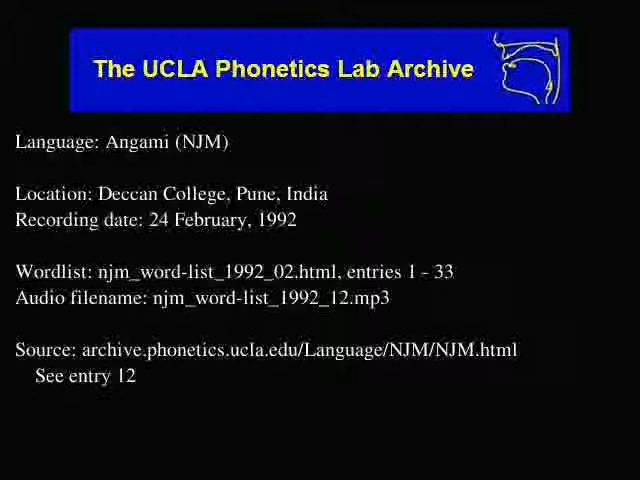 The UCLA Phonetics Lab Archive
Language: Angami (NJM)
Location: Deccan College, Pune, India
Recording date: 24 February, 1992
Wordlist: njm_word-list_1992_02.html, entries 1 - 33
Audio filename: njm_word-list_1992_12.mp3
Source: archive.phonetics.ucla.edu/Language/NJM/NJM.html
See entry 12